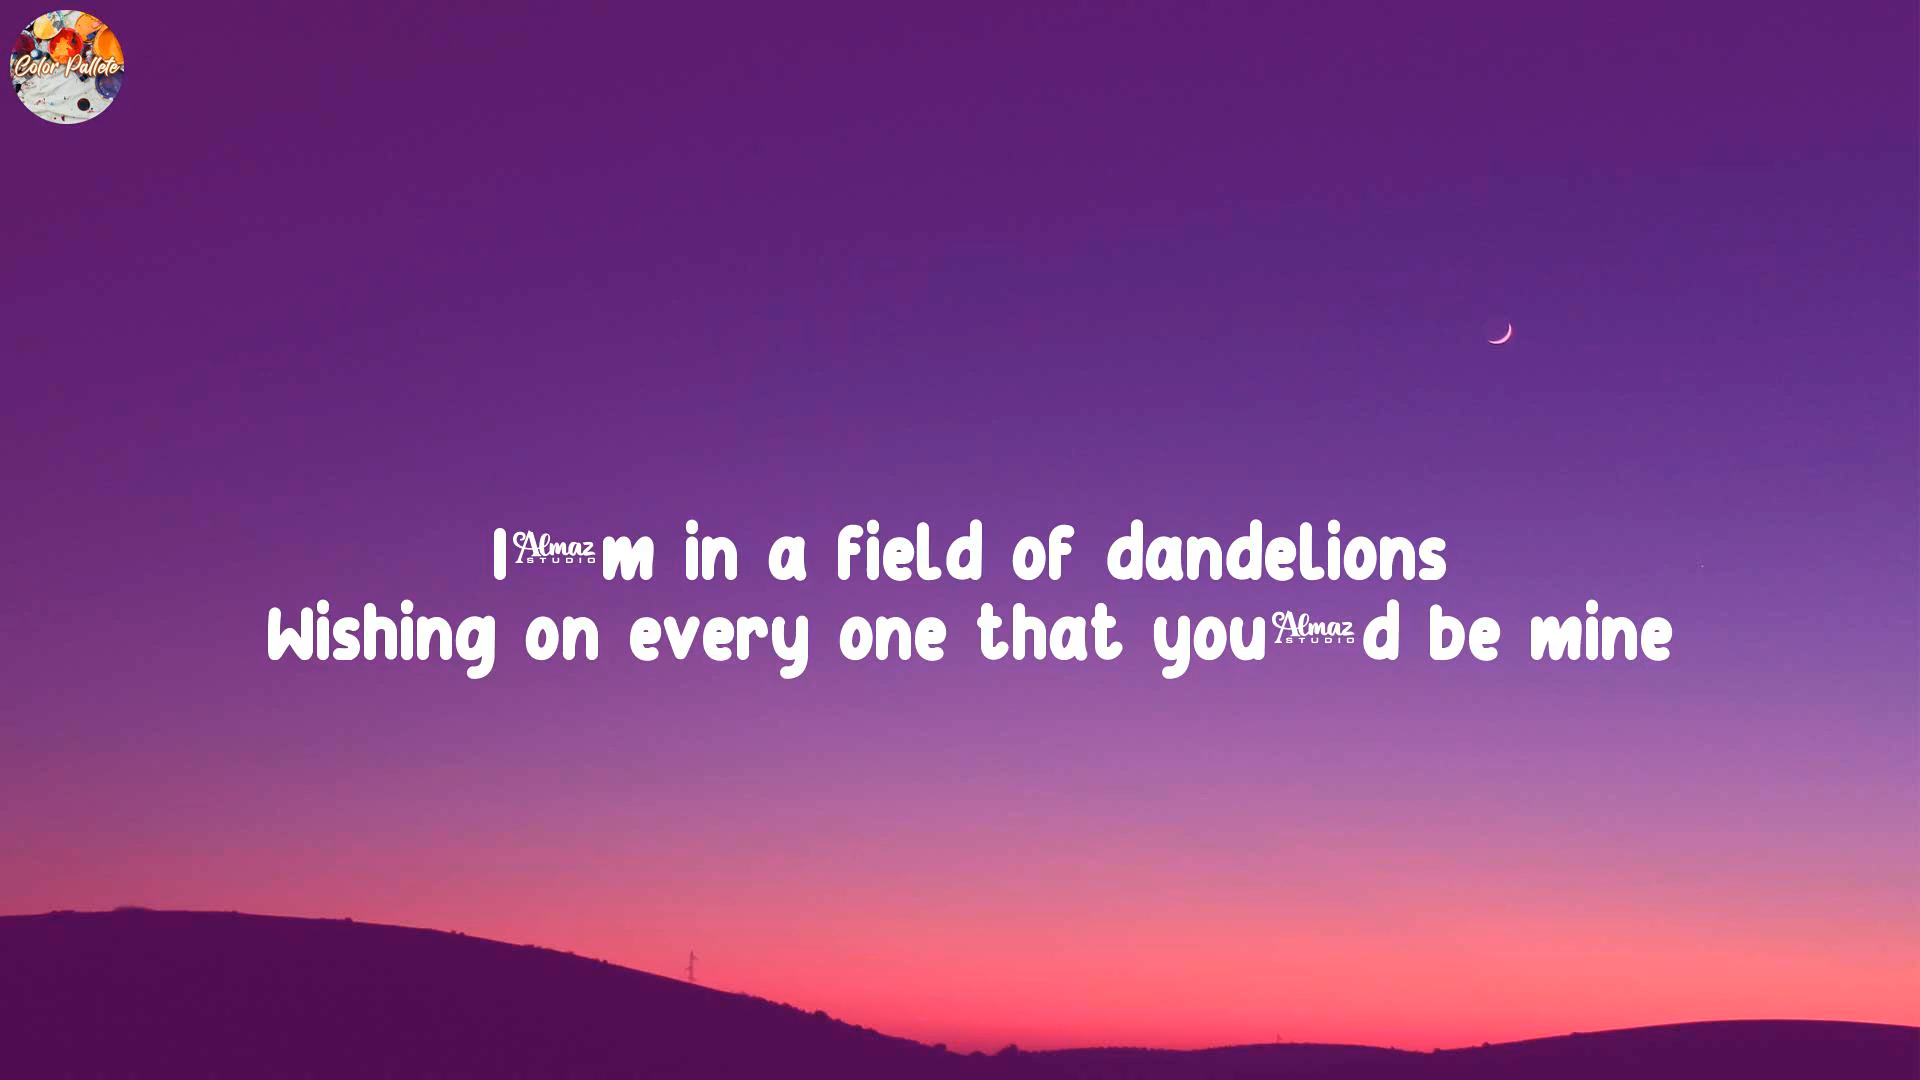 Color Pallete
I Almaz STUDIO m in a field of dandelions
Wishing on every one that you Almaz STUDIO d be mine